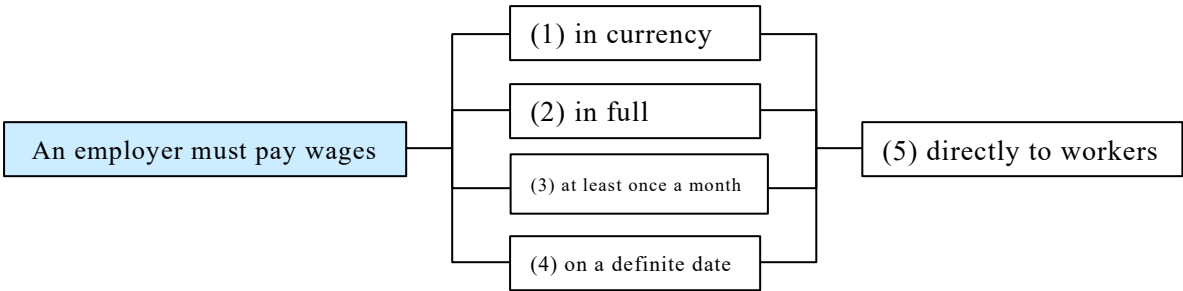 An employer must pay wages
(1) in currency
(2) in full
(3) at least once a month
(4) on a definite date
(5) directly to workers